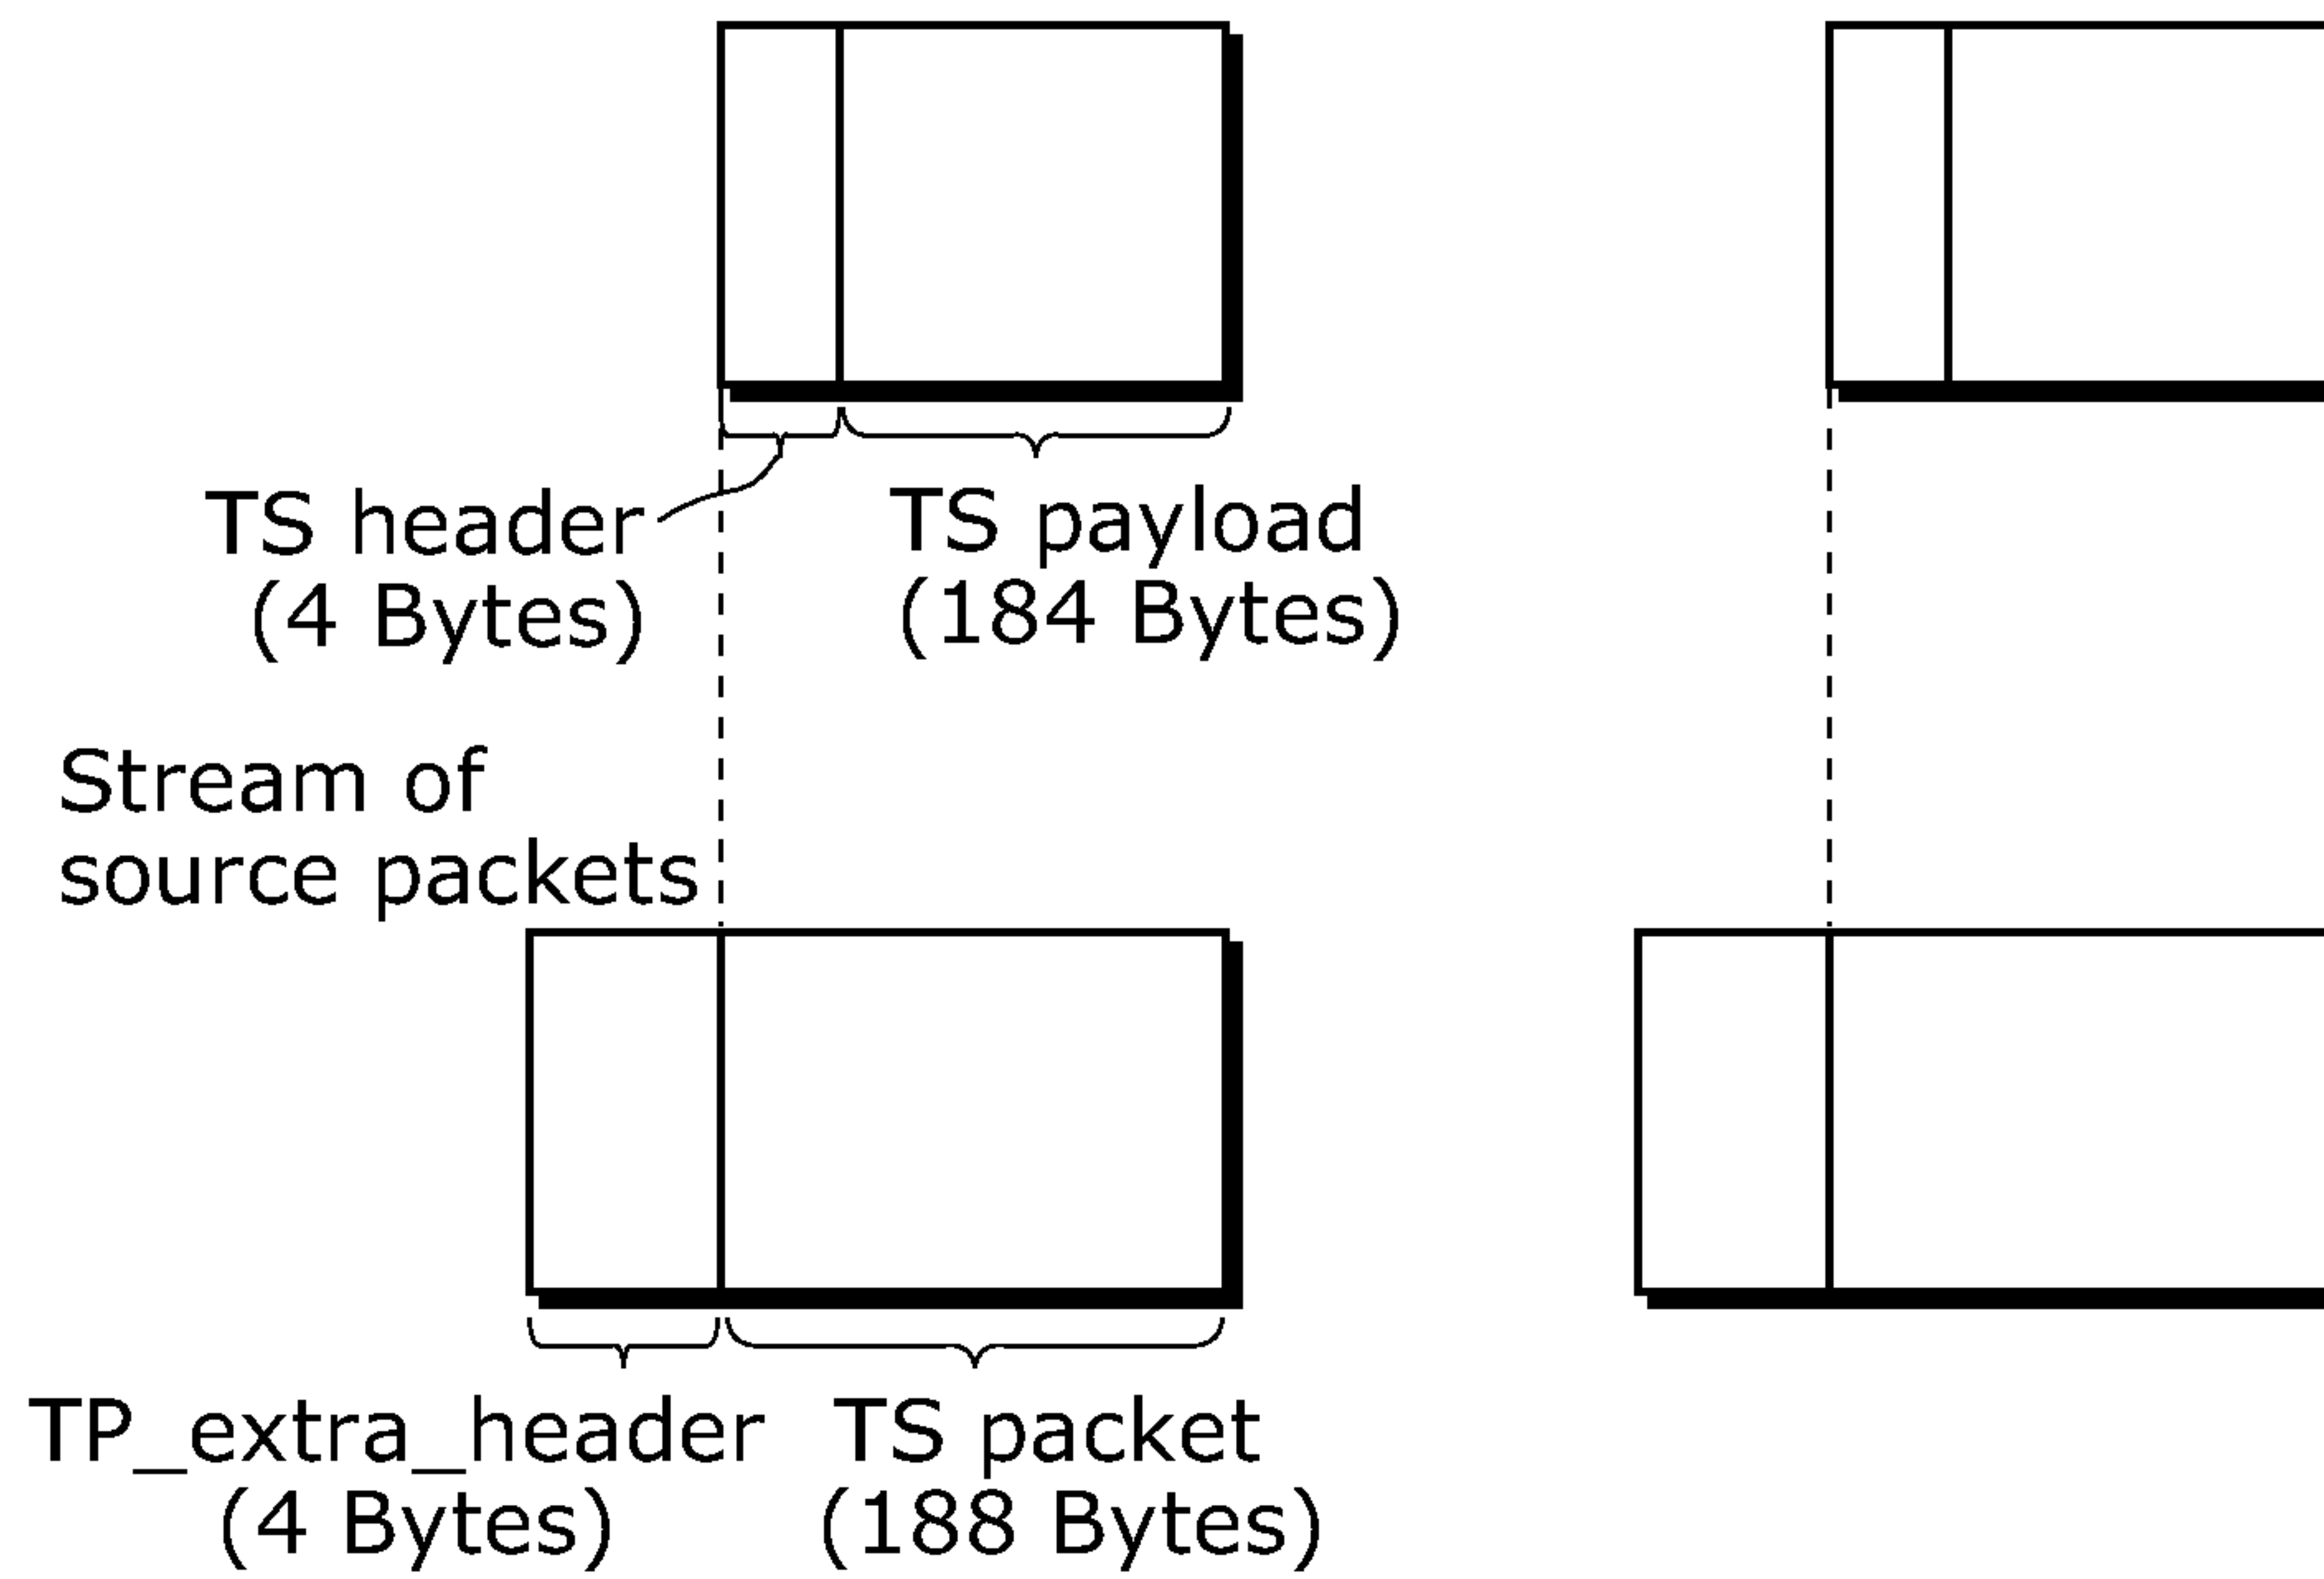 TS header
(4 Bytes)
TS payload
(184 Bytes)
Stream of
source packets
TP_extra_header
(4 Bytes)
TS packet
(188 Bytes)